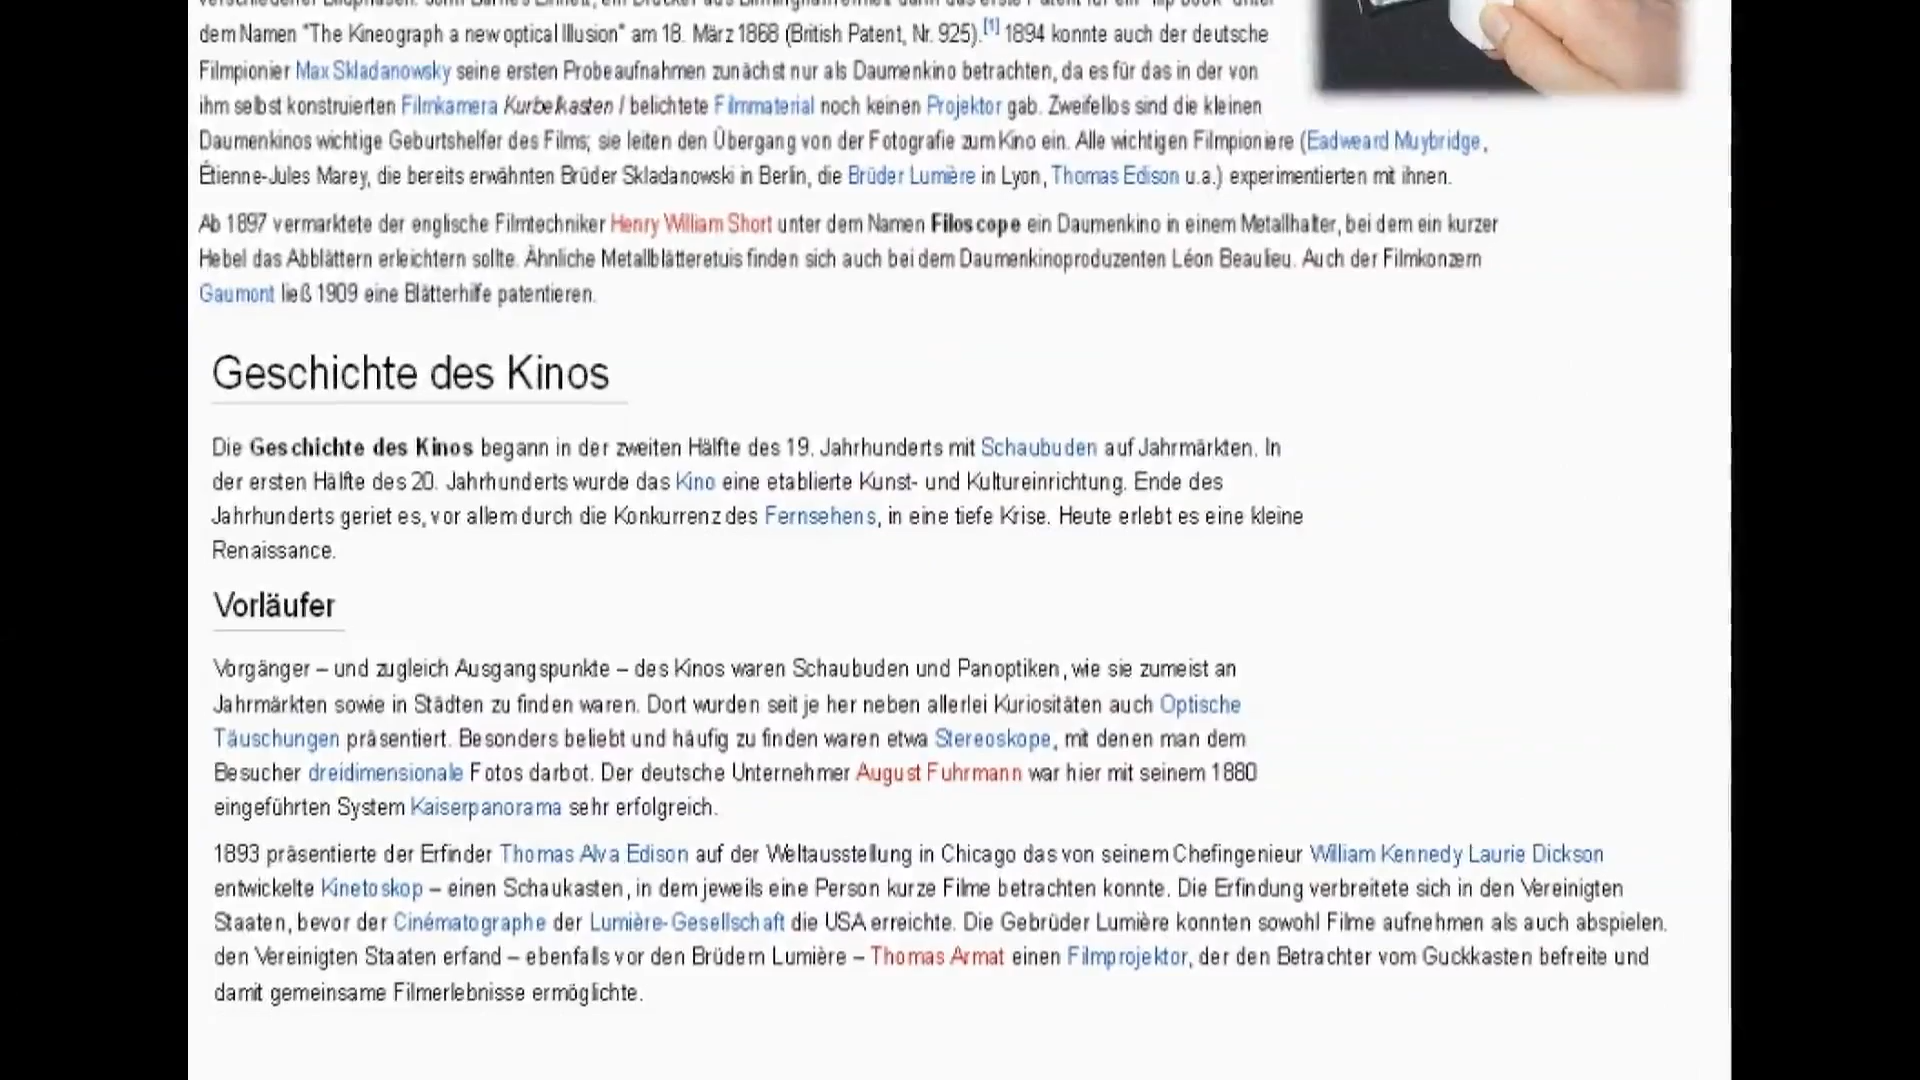 dem Namen "The Kineograph a new optical Illusion" am 18. März 1868 (British Patent, Nr. 925).[1] 1894 konnte auch der deutsche
Filmpionier Max Skladanowsky seine ersten Probeaufnahmen zunächst nur als Daumenkino betrachten, da es für das in der von
ihm selbst konstruierten Filmkamera Kurbelkasten I belichtete Filmmaterial noch keinen Projektor gab. Zweifellos sind die kleinen
Daumenkinos wichtige Geburtshelfer des Films; sie leiten den Übergang von der Fotografie zum Kino ein. Alle wichtigen Filmpioniere (Eadweard Muybridge,
Étienne-Jules Marey, die bereits erwähnten Brüder Skladanowski in Berlin, die Brüder Lumière in Lyon, Thomas Edison u.a.) experimentierten mit ihnen.
Ab 1897 vermarktete der englische Filmtechniker Henry William Short unter dem Namen Filoscope ein Daumenkino in einem Metallhalter, bei dem ein kurzer
Hebel das Abblättern erleichtern sollte. Ähnliche Metallblätteretuis finden sich auch bei dem Daumenkinoproduzenten Léon Beaulieu. Auch der Filmkonzern
Gaumont ließ 1909 eine Blätterhilfe patentieren.
Geschichte des Kinos
Die Geschichte des Kinos begann in der zweiten Hälfte des 19. Jahrhunderts mit Schaubuden auf Jahrmärkten. In
der ersten Hälfte des 20. Jahrhunderts wurde das Kino eine etablierte Kunst- und Kultureinrichtung. Ende des
Jahrhunderts geriet es, vor allem durch die Konkurrenz des Fernsehens, in eine tiefe Krise. Heute erlebt es eine kleine
Renaissance.
Vorläufer
Vorgänger – und zugleich Ausgangspunkte – des Kinos waren Schaubuden und Panoptiken, wie sie zumeist an
Jahrmärkten sowie in Städten zu finden waren. Dort wurden seit je her neben allerlei Kuriositäten auch Optische
Täuschungen präsentiert. Besonders beliebt und häufig zu finden waren etwa Stereoskope, mit denen man dem
Besucher dreidimensionale Fotos darbot. Der deutsche Unternehmer August Fuhrmann war hier mit seinem 1880
eingeführten System Kaiserpanorama sehr erfolgreich.
1893 präsentierte der Erfinder Thomas Alva Edison auf der Weltausstellung in Chicago das von seinem Chefingenieur William Kennedy Laurie Dickson
entwickelte Kinetoskop – einen Schaukasten, in dem jeweils eine Person kurze Filme betrachten konnte. Die Erfindung verbreitete sich in den Vereinigten
Staaten, bevor der Cinématographe der Lumière-Gesellschaft die USA erreichte. Die Gebrüder Lumière konnten sowohl Filme aufnehmen als auch abspielen.
den Vereinigten Staaten erfand – ebenfalls vor den Brüdern Lumière – Thomas Armat einen Filmprojektor, der den Betrachter vom Guckkasten befreite und
damit gemeinsame Filmerlebnisse ermöglichte.